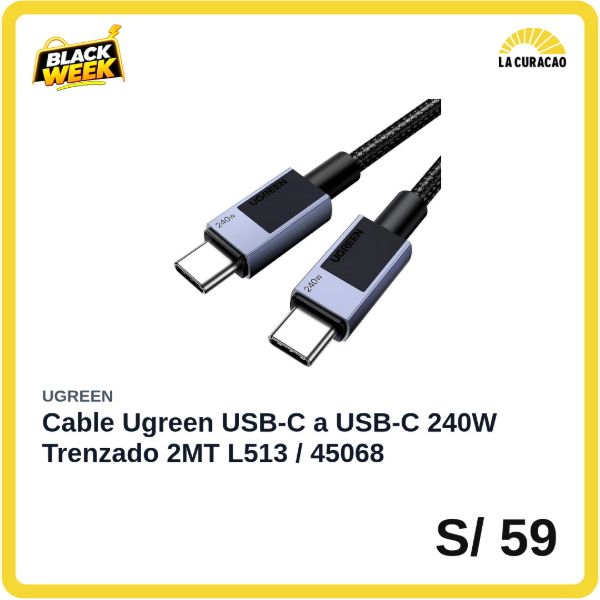 BLACK
WEEK
LA CURACAO
UGREEN
240W
UGREEN
240W
UGREEN
Cable Ugreen USB-C a USB-C 240W
Trenzado 2MT L513 / 45068
S/ 59